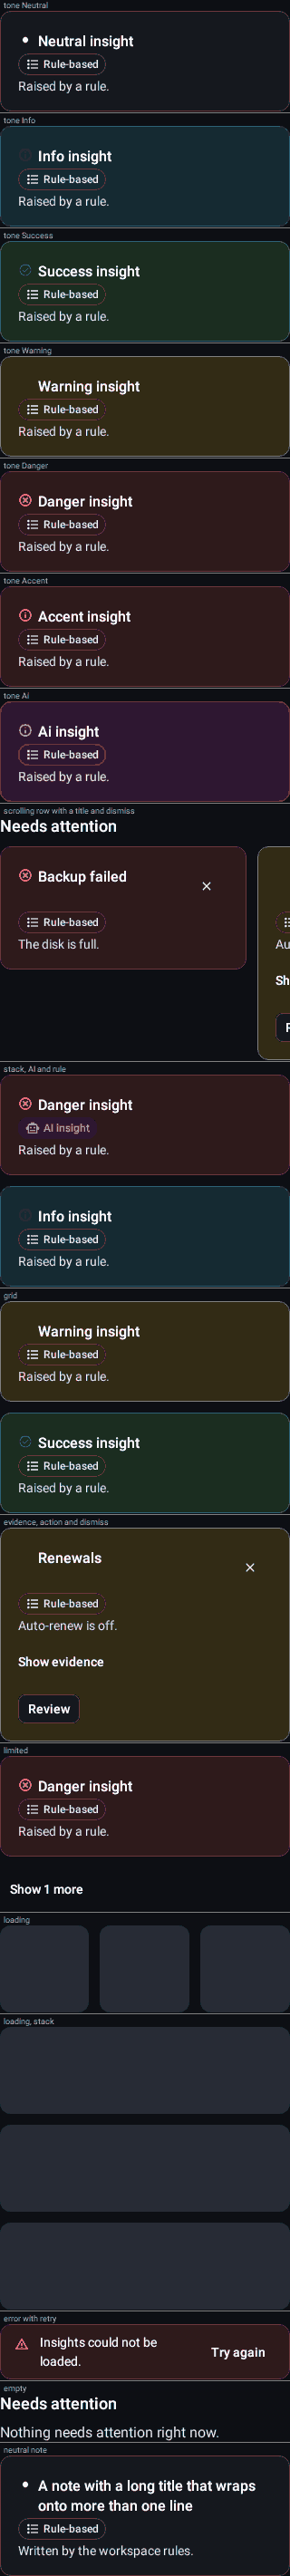 tone Neutral
Neutral insight
Rule-based
Raised by a rule.
tone Info
Info insight
Rule-based
Raised by a rule.
tone Success
Success insight
Rule-based
Raised by a rule.
tone Warning
Warning insight
Rule-based
Raised by a rule.
tone Danger
Danger insight
Rule-based
Raised by a rule.
tone Accent
Accent insight
Rule-based
Raised by a rule.
tone Ai
Ai insight
Rule-based
Raised by a rule.
scrolling row with a title and dismiss
Needs attention
Backup failed
Rule-based
The disk is full.
Au
Sh
R
stack, AI and rule
Danger insight
AI insight
Raised by a rule.
Info insight
Rule-based
Raised by a rule.
grid
Warning insight
Rule-based
Raised by a rule.
Success insight
Rule-based
Raised by a rule.
evidence, action and dismiss
Renewals
Rule-based
Auto-renew is off.
Show evidence
Review
limited
Danger insight
Rule-based
Raised by a rule.
Show 1 more
loading
loading, stack
error with retry
Insights could not be
loaded.
Try again
empty
Needs attention
Nothing needs attention right now.
neutral note
A note with a long title that wraps
onto more than one line
Rule-based
Written by the workspace rules.